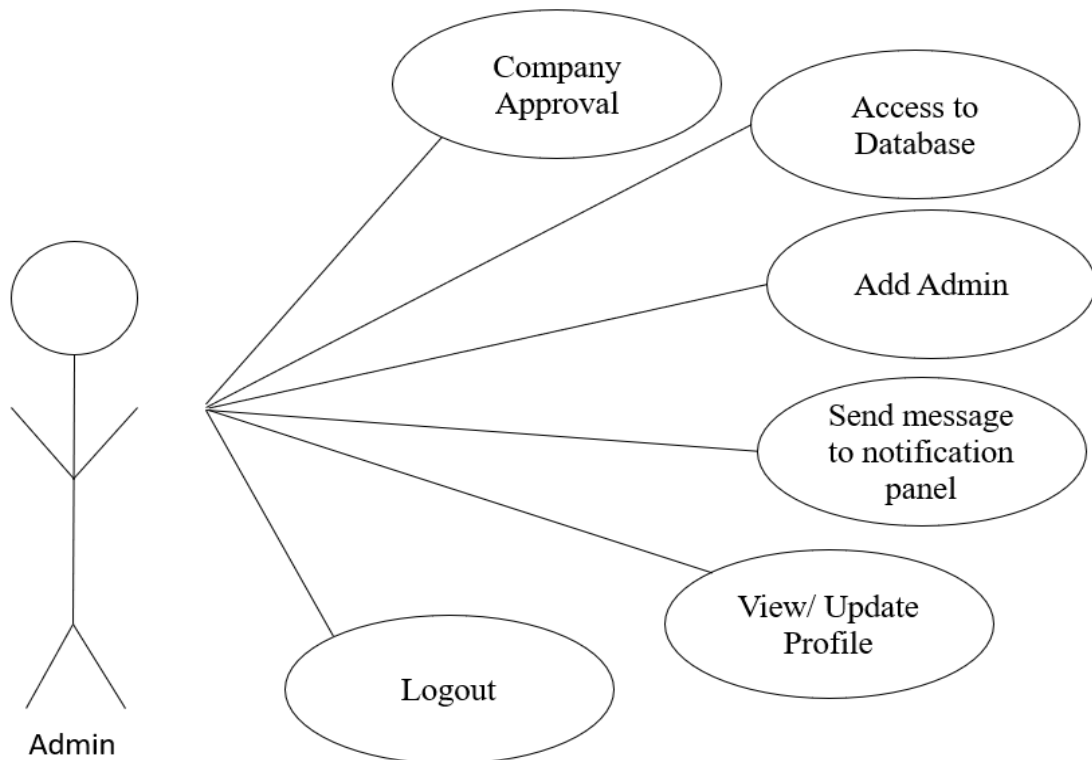 Company
Approval
Access to
Database
Add Admin
Send message
to notification
panel
View/ Update
Profile
Logout
Admin